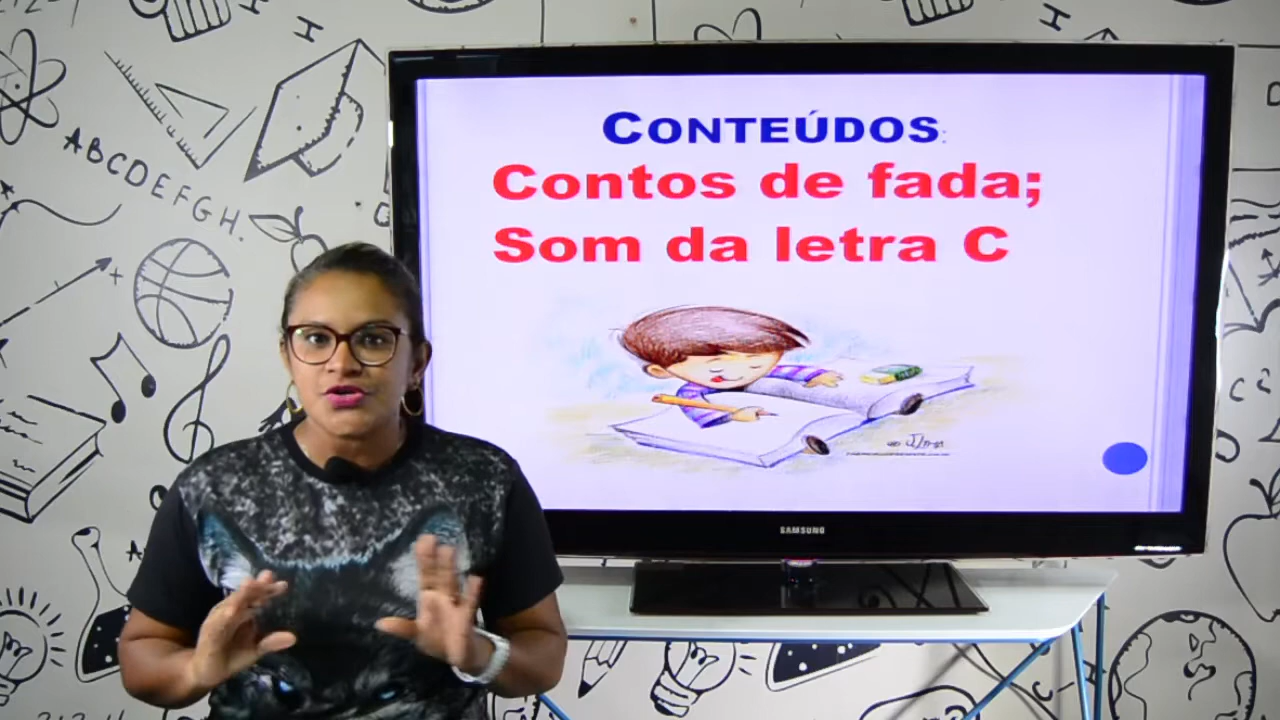 CONTEÚDOS:
Contos de fada;
Som da letra C
SAMSUNG
ABCDEFGH.